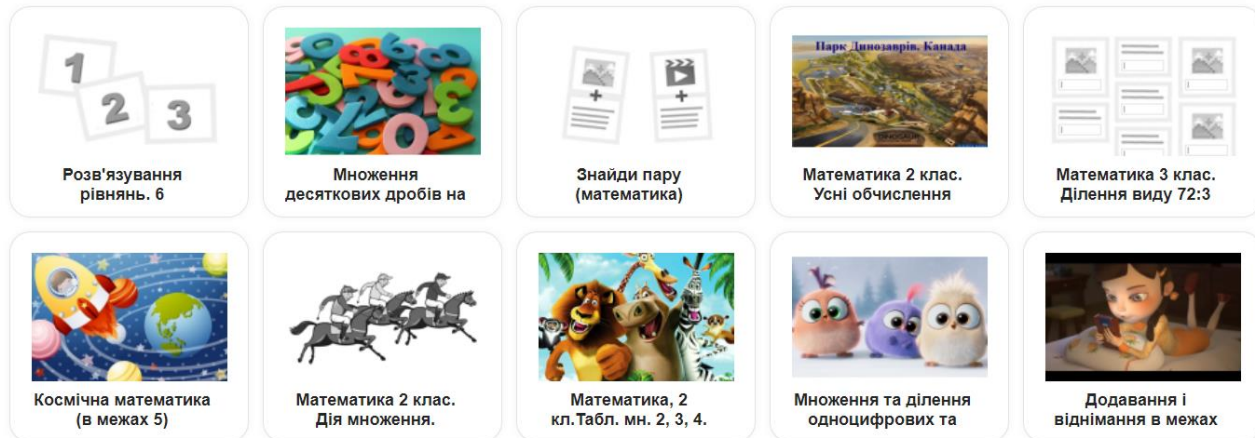 1
2
3
Розв'язування
рівнянь. 6
Множення
десяткових дробів на
Знайди пару
(математика)
Парк Динозаврів. Канада
Математика 2 клас.
Усні обчислення
Математика 3 клас.
Ділення виду 72:3
Космічна математика
(в межах 5)
Математика 2 клас.
Дія множення.
Математика, 2
кл.Табл. мн. 2, 3, 4.
Множення та ділення
одноцифрових та
Додавання і
віднімання в межах